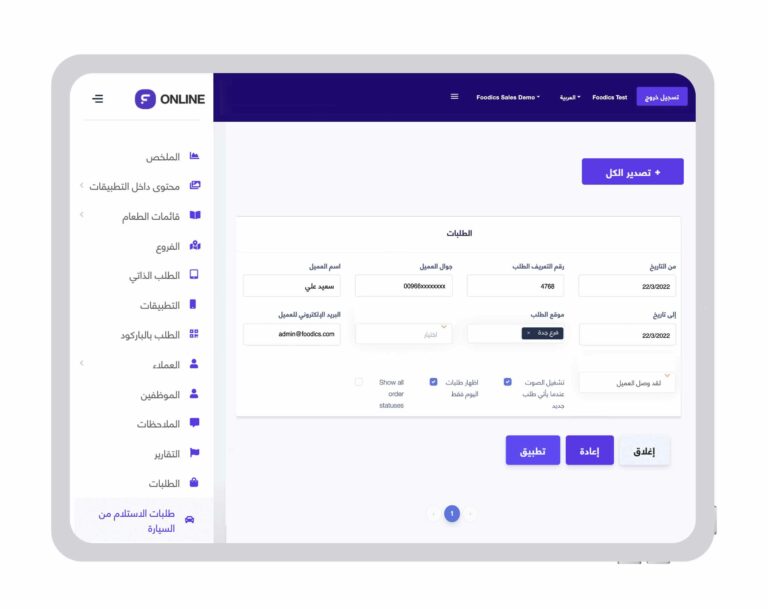 ONLINE
Foodics Sales Demo
العربية
Foodics Test
تسجيل خروج
الملخص
محتوى داخل التطبيقات
قائمات الطعام
الفروع
الطلب الذاتي
التطبيقات
الطلب بالباركود
العملاء
الموظفين
الملاحظات
التقارير
الطلبات
طلبات الاستلام من
السيارة
+ تصدير الكل
الطلبات
من التاريخ
رقم التعريف الطلب
جوال العميل
اسم العميل
22/3/2022
4768
00966xxxxxxxx
سعيد علي
إلى تاريخ
موقع الطلب
البريد الإلكتروني للعميل
22/3/2022
فرع جدة ×
اختيار
admin@foodics.com
لقد وصل العميل
تشغيل الصوت
عندما يأتي طلب
جديد
اظهار طلبات
اليوم فقط
Show all
order
statuses
إغلاق
إعادة
تطبيق
1